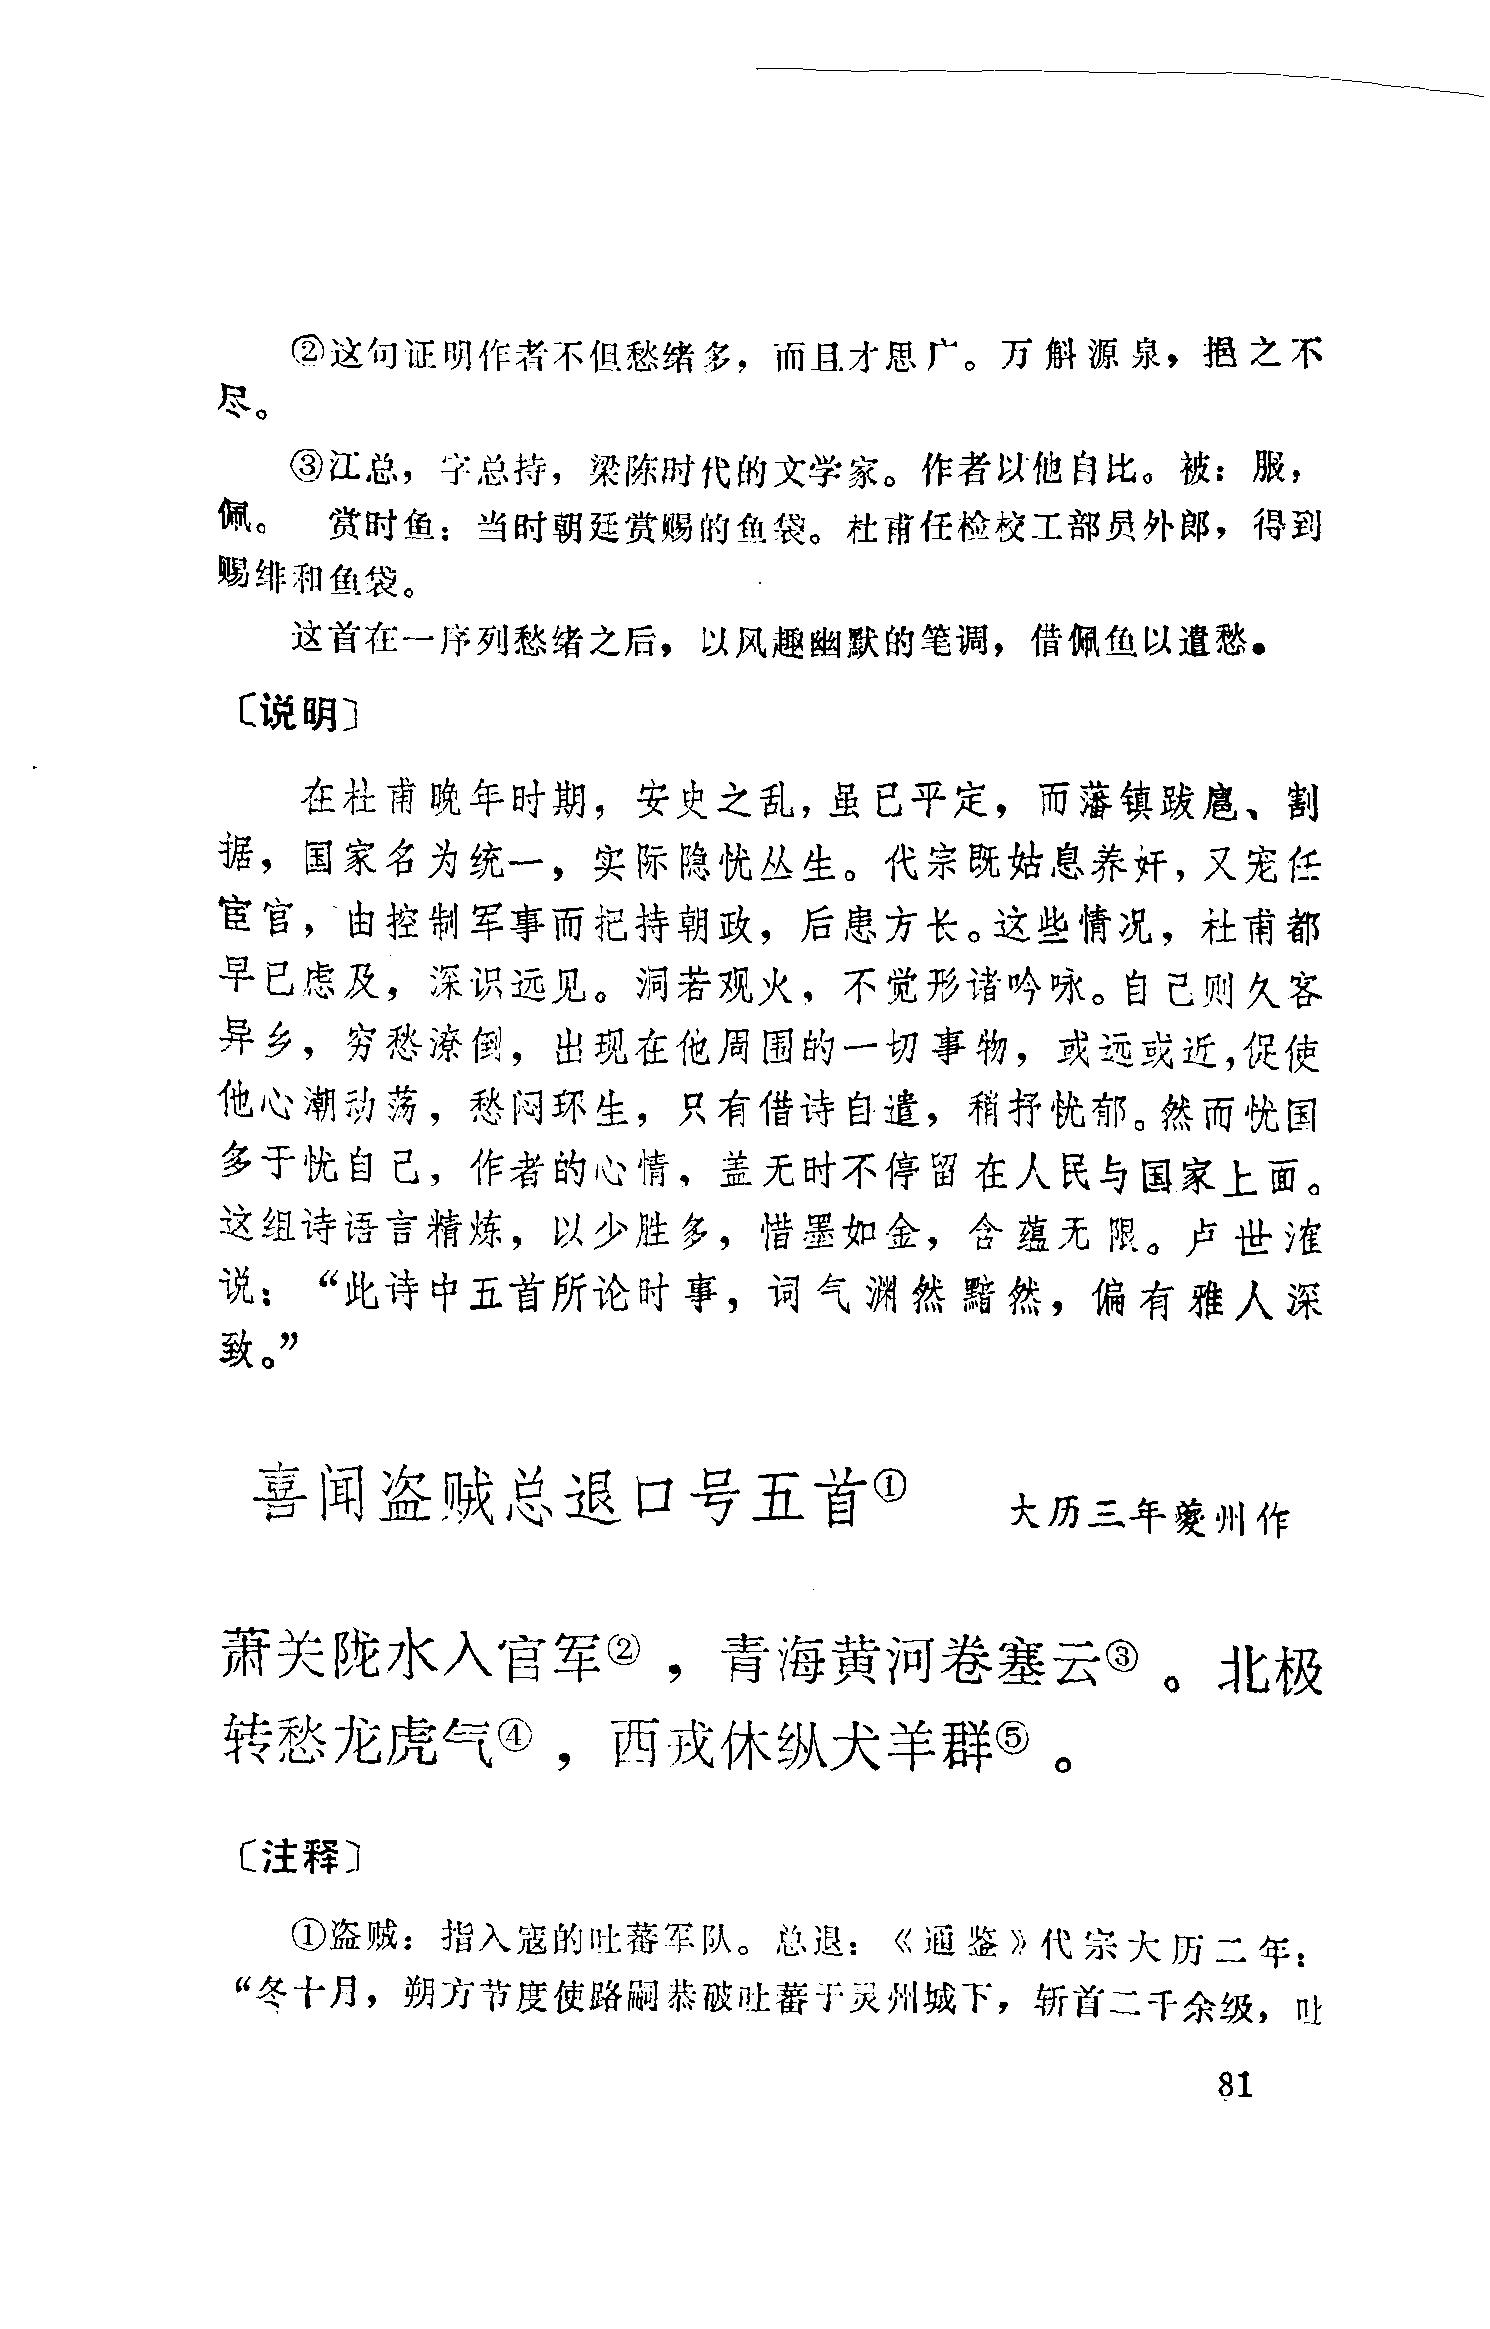 ②这句证明作者不但愁绪多，而且才思广。万斛源泉，挹之不
尽。
③江总，字总持，梁陈时代的文学家。作者以他自比。被：服，
佩。　赏时鱼：当时朝廷赏赐的鱼袋。杜甫任检校工部员外郎，得到
赐绯和鱼袋。
这首在一序列愁绪之后，以风趣幽默的笔调，借佩鱼以遣愁。
〔说明〕
在杜甫晚年时期，安史之乱，虽已平定，而藩镇跋扈、割
据，国家名为统一，实际隐忧丛生。代宗既姑息养奸，又宠任
宦官，由控制军事而把持朝政，后患方长。这些情况，杜甫都
早已虑及，深识远见。洞若观火，不觉形诸吟咏。自己则久客
异乡，穷愁潦倒，出现在他周围的一切事物，或远或近，促使
他心潮动荡，愁闷环生，只有借诗自遣，稍抒忧郁。然而忧国
多于忧自己，作者的心情，盖无时不停留在人民与国家上面。
这组诗语言精炼，以少胜多，惜墨如金，含蕴无限。卢世㴶
说：“此诗中五首所论时事，词气渊然黯然，偏有雅人深
致。”
喜闻盗贼总退口号五首①　大历三年夔州作
萧关陇水入官军②，青海黄河卷塞云③。北极
转愁龙虎气④，西戎休纵犬羊群⑤。
〔注释〕
①盗贼：指入寇的吐蕃军队。总退：《通鉴》代宗大历二年：
“冬十月，朔方节度使路嗣恭破吐蕃于灵州城下，斩首二千余级，吐
81